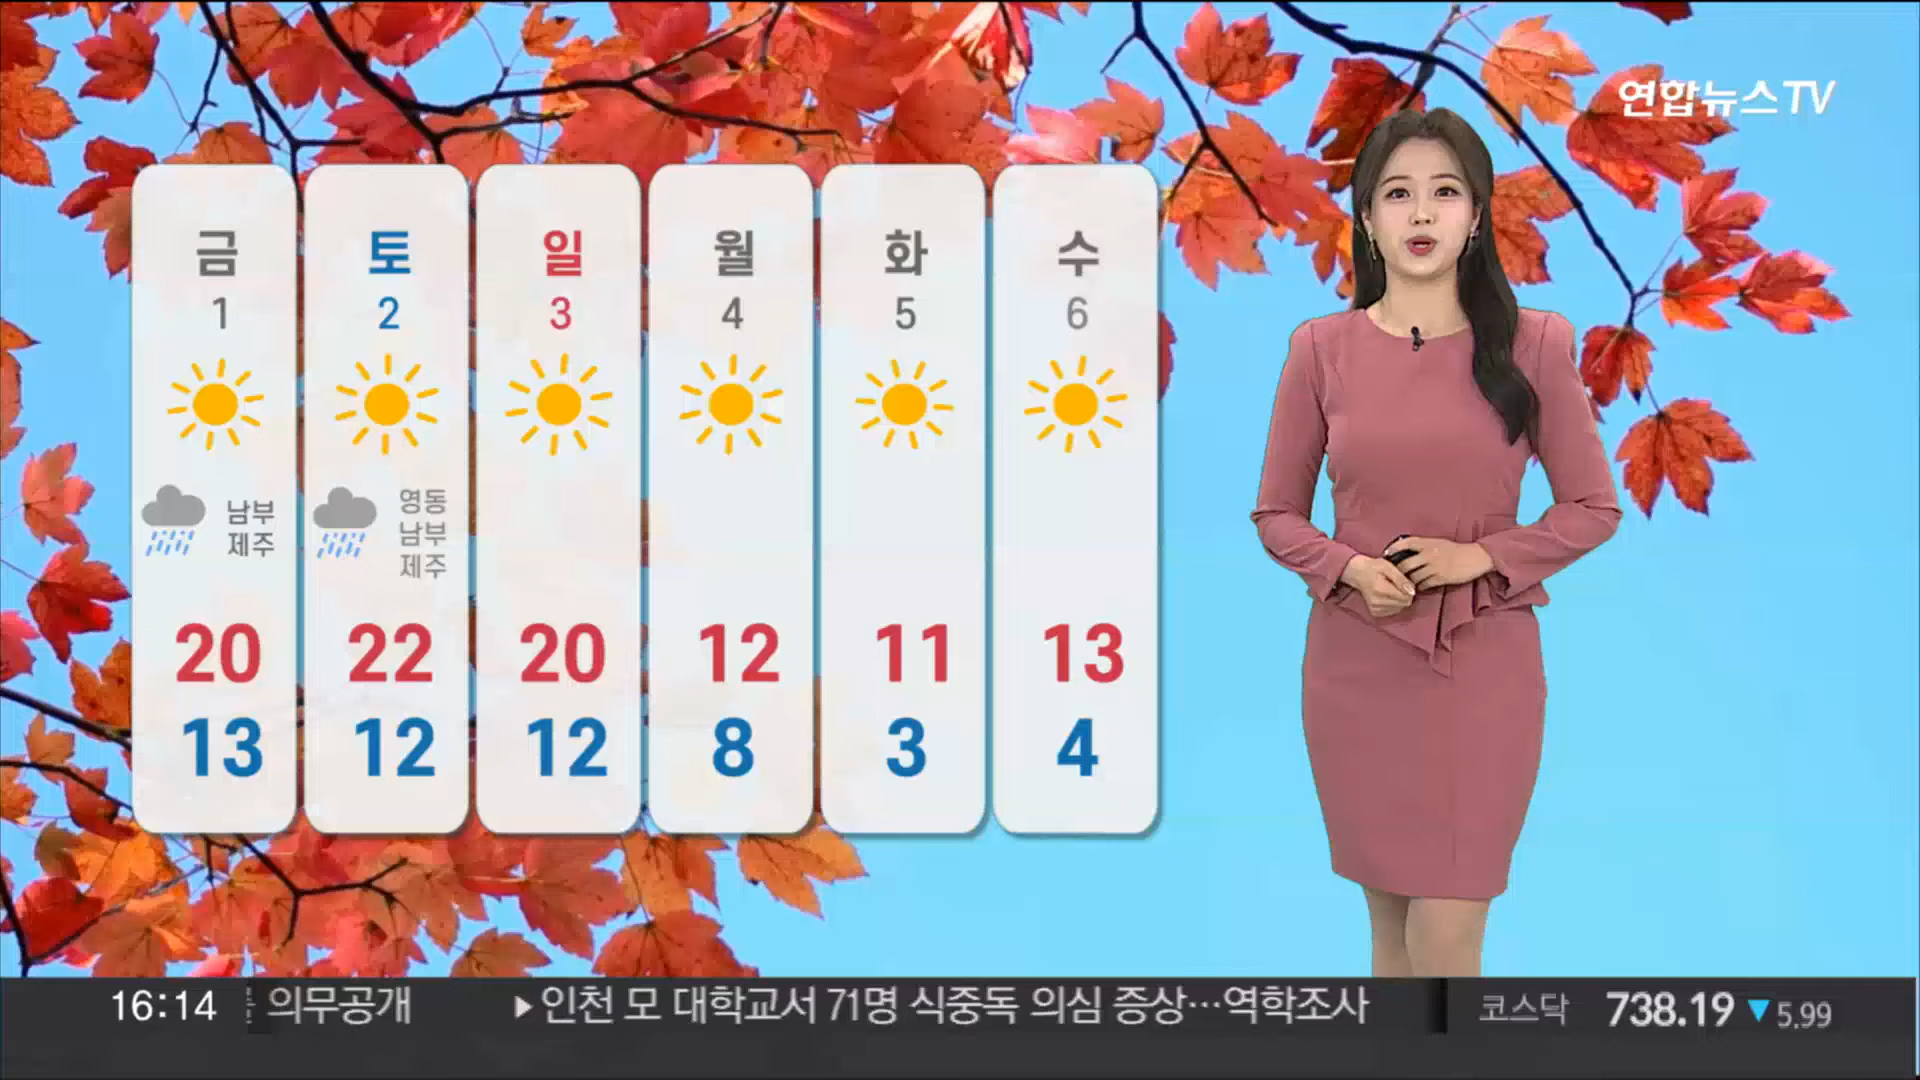 연합뉴스TV
금 토 일 월 화 수
1 2 3 4 5 6
남부
제주
영동
남부
제주
20 22 20 12 11 13
13 12 12 8 3 4
16:14 의무공개 ▶인천 모 대학교서 71명 식중독 의심 증상…역학조사 코스닥 738.19 ▼5.99